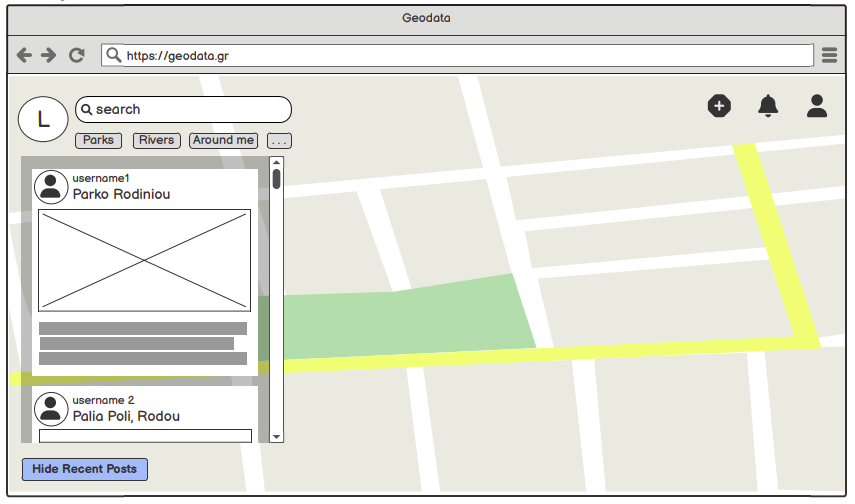 Geodata
https://geodata.gr
L
search
Parks
Rivers
Around me
...
username1
Parko Rodiniou
username 2
Palia Poli, Rodou
Hide Recent Posts